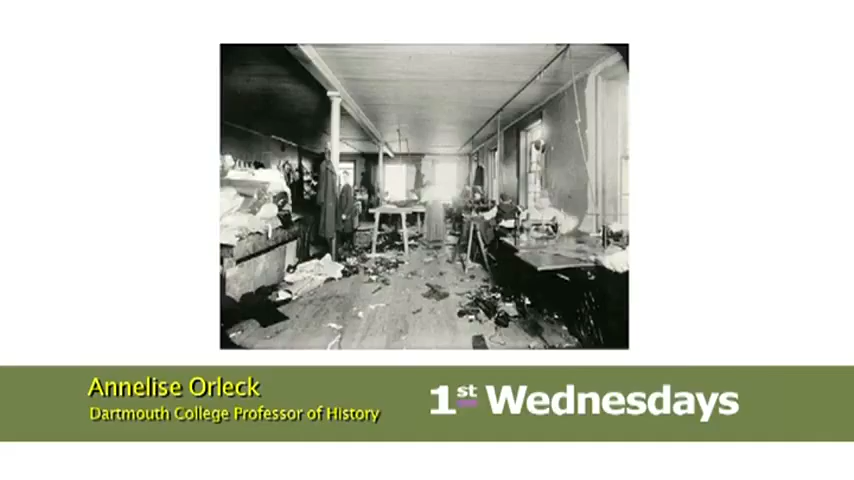 Annelise Orleck
Dartmouth College Professor of History
1st Wednesdays